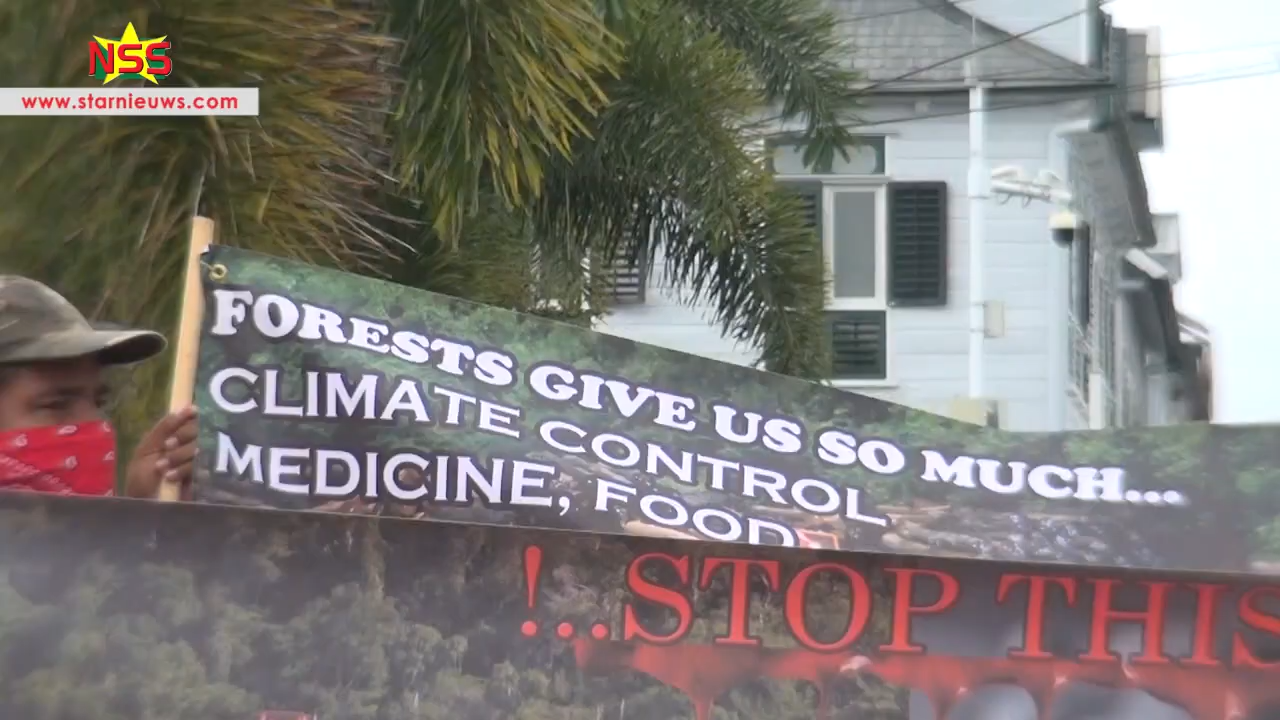 NSS
www.starnieuws.com
FORESTS GIVE US SO MUCH...
CLIMATE CONTROL
MEDICINE, FOOD
!...STOP THIS